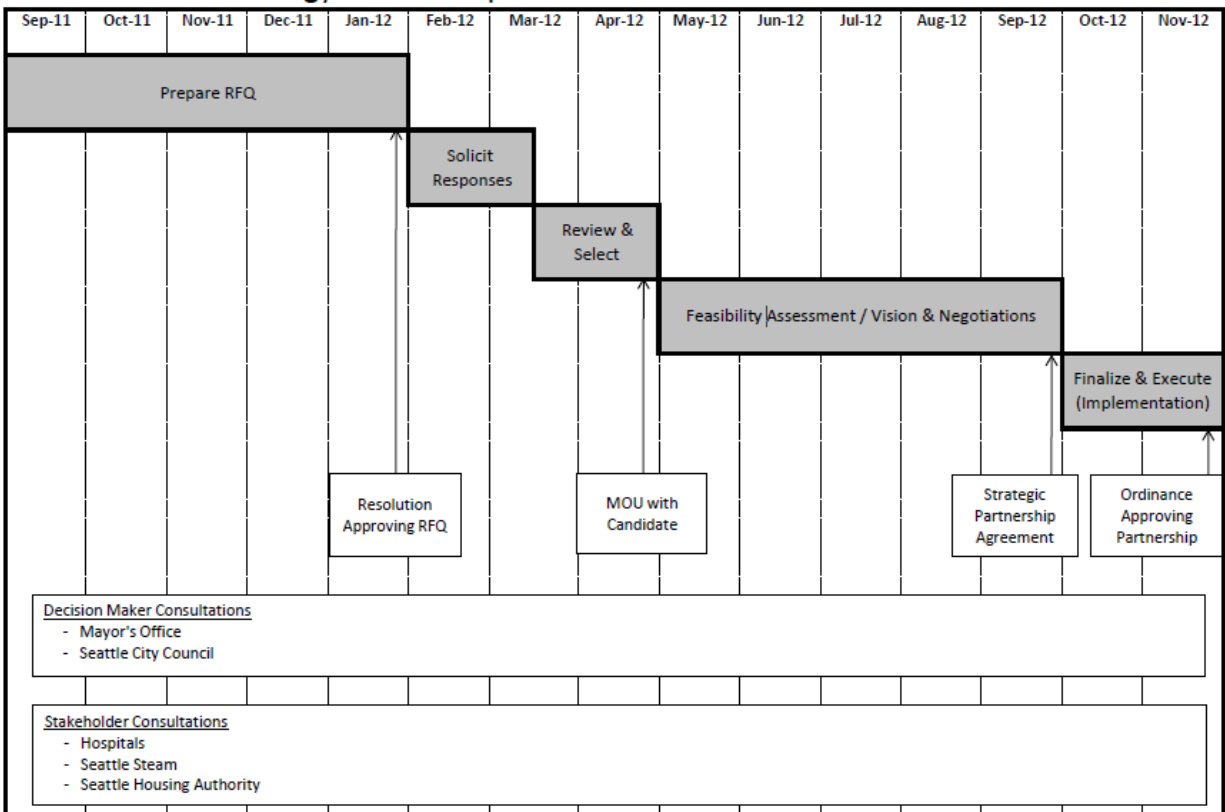 Sep-11 Oct-11 Nov-11 Dec-11 Jan-12 Feb-12 Mar-12 Apr-12 May-12 Jun-12 Jul-12 Aug-12 Sep-12 Oct-12 Nov-12
Prepare RFQ
Solicit
Responses
Review &
Select
Feasibility Assessment / Vision & Negotiations
Finalize & Execute
(Implementation)
Resolution
Approving RFQ
MOU with
Candidate
Strategic
Partnership
Agreement
Ordinance
Approving
Partnership
Decision Maker Consultations
- Mayor's Office
- Seattle City Council
Stakeholder Consultations
- Hospitals
- Seattle Steam
- Seattle Housing Authority